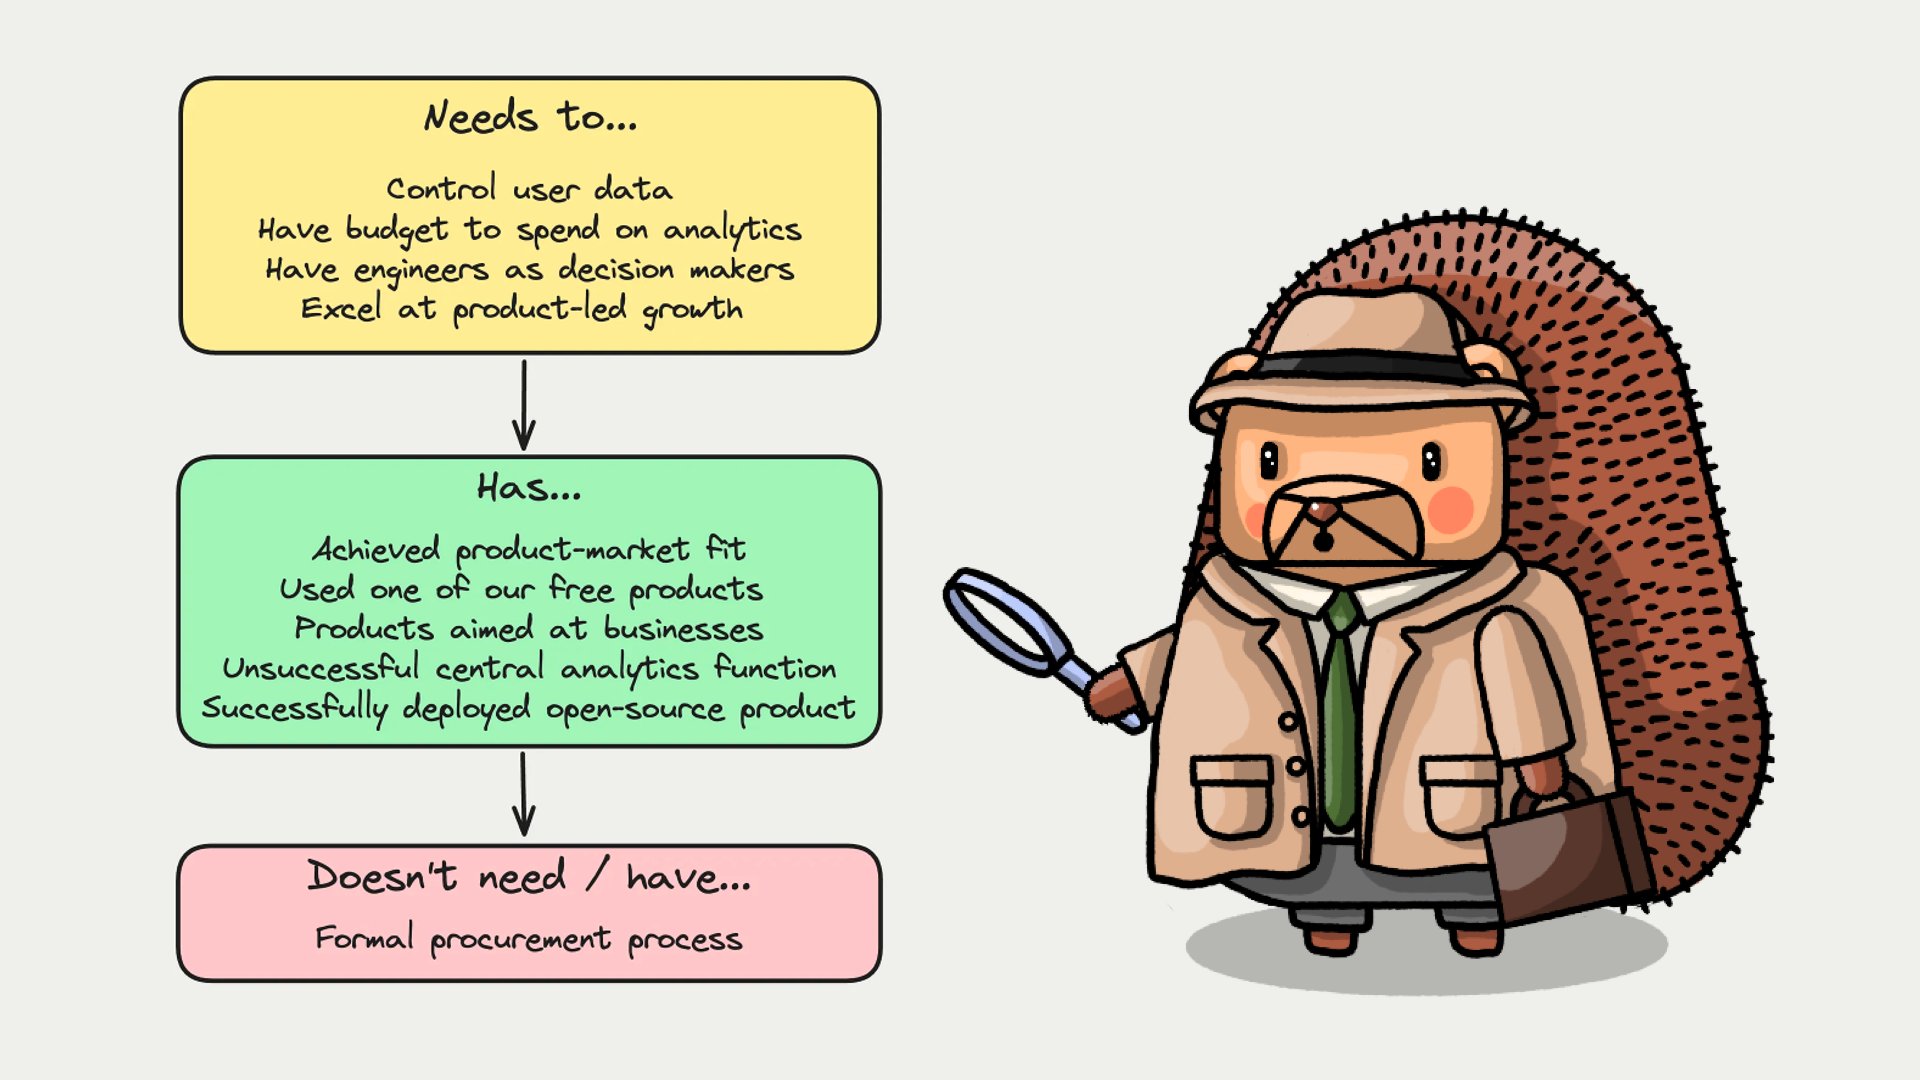 Needs to...
Control user data
Have budget to spend on analytics
Have engineers as decision makers
Excel at product-led growth
Has...
Achieved product-market fit
Used one of our free products
Products aimed at businesses
Unsuccessful central analytics function
Successfully deployed open-source product
Doesn't need / have...
Formal procurement process